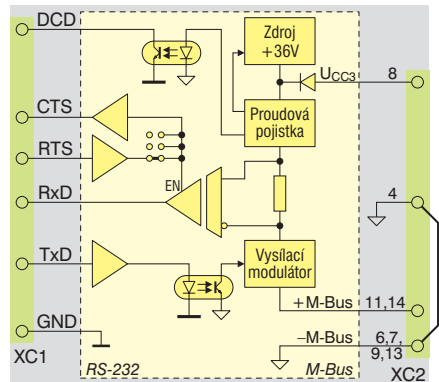 DCD
Zdroj
+36V
UCC3
8
CTS
Proudová
pojistka
RTS
EN
RxD
4
TxD
Vysílací
modulátor
+M-Bus 11,14
GND
–M-Bus 6,7,
9,13
XC1
RS-232
M-Bus
XC2